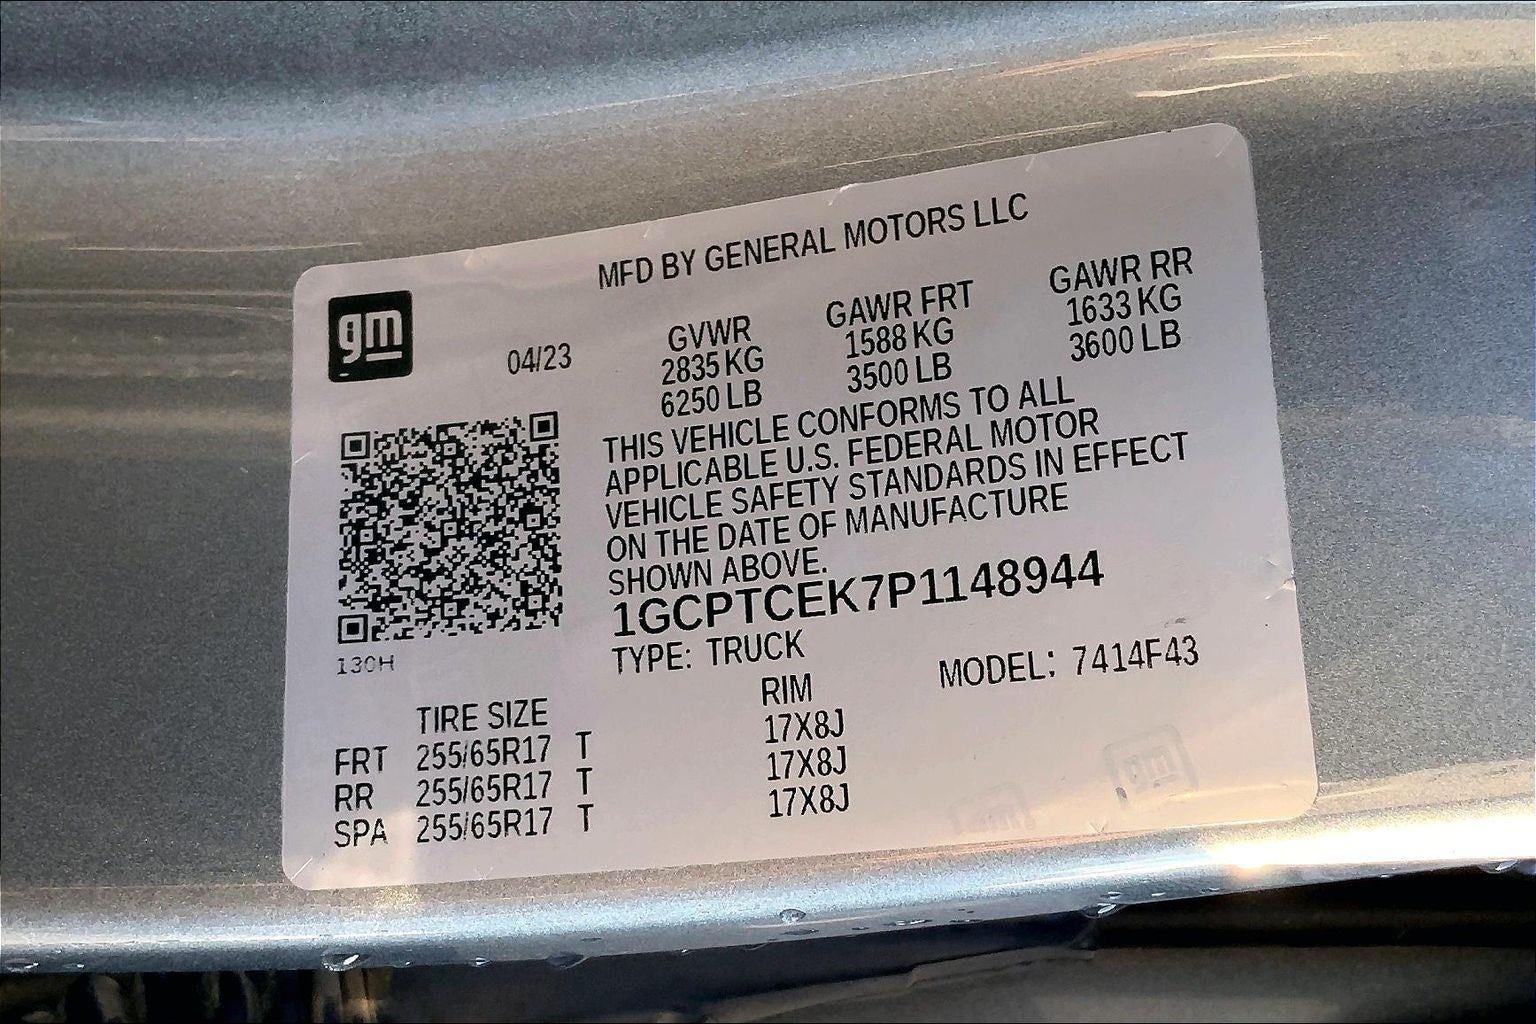 MFD BY GENERAL MOTORS LLC
gm
04/23
GVWR GAWR FRT GAWR RR
2835 KG 1588 KG 1633 KG
6250 LB 3500 LB 3600 LB
THIS VEHICLE CONFORMS TO ALL
APPLICABLE U.S. FEDERAL MOTOR
VEHICLE SAFETY STANDARDS IN EFFECT
ON THE DATE OF MANUFACTURE
SHOWN ABOVE.
1GCPTCEK7P1148944
130H
TYPE: TRUCK MODEL: 7414F43
TIRE SIZE RIM
FRT 255/65R17 T 17X8J
RR 255/65R17 T 17X8J
SPA 255/65R17 T 17X8J
gm